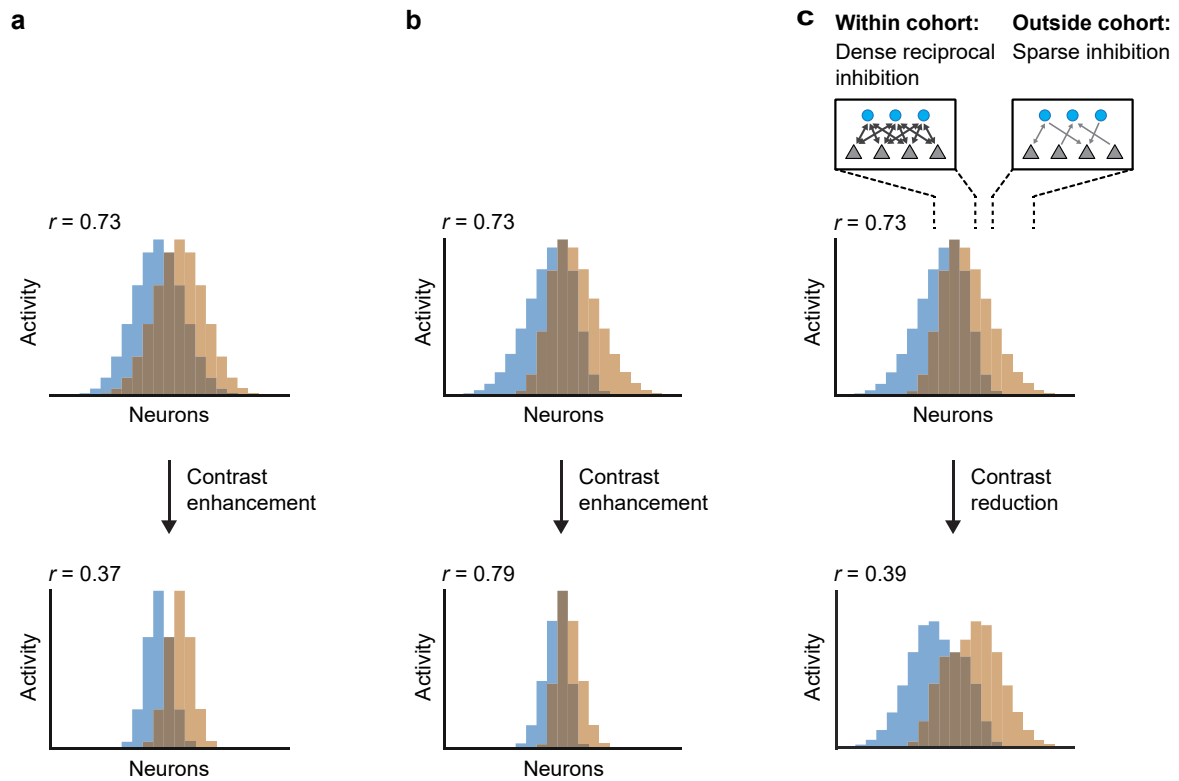 a
r = 0.73
Activity
Neurons
Contrast
enhancement
r = 0.37
Activity
Neurons
b
r = 0.73
Activity
Neurons
Contrast
enhancement
r = 0.79
Activity
Neurons
c
Within cohort:
Dense reciprocal
inhibition
Outside cohort:
Sparse inhibition
r = 0.73
Activity
Neurons
Contrast
reduction
r = 0.39
Activity
Neurons